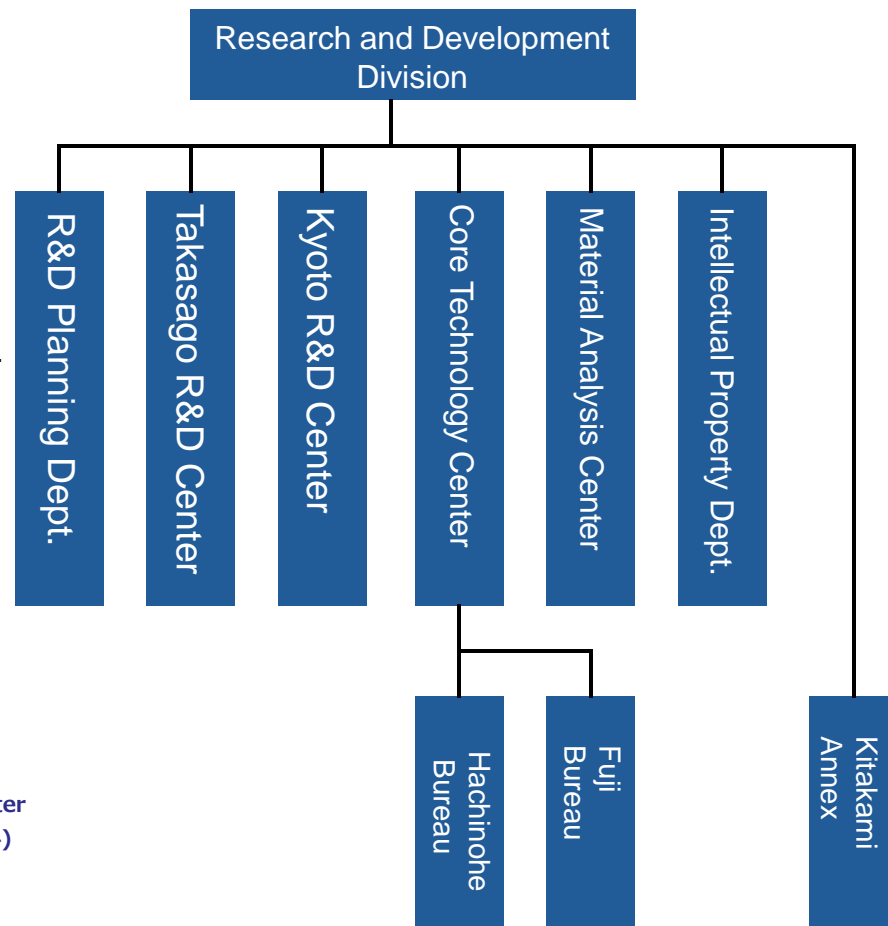 Research and Development
Division
R&D Planning Dept.
Takasago R&D Center
Kyoto R&D Center
Core Technology Center
Material Analysis Center
Intellectual Property Dept.
Hachinohe
Bureau
Fuji
Bureau
Kitakami
Annex